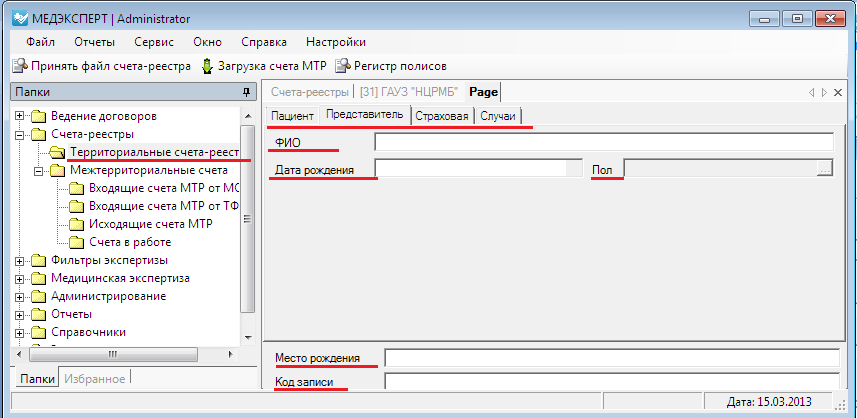 МЕДЭКСПЕРТ | Administrator
Файл Отчеты Сервис Окно Справка Настройки
Принять файл счета-реестра Загрузка счета МТР Регистр полисов
Папки
Ведение договоров
Счета-реестры
Территориальные счета-реест
Межтерриториальные счета
Входящие счета МТР от МО
Входящие счета МТР от ТФ
Исходящие счета МТР
Счета в работе
Фильтры экспертизы
Медицинская экспертиза
Администрирование
Отчеты
Справочники
Папки Избранное
Счета-реестры [31] ГАУЗ "НЦРМБ" Page
Пациент Представитель Страховая Случаи
ФИО
Дата рождения Пол ...
Место рождения
Код записи
Дата: 15.03.2013